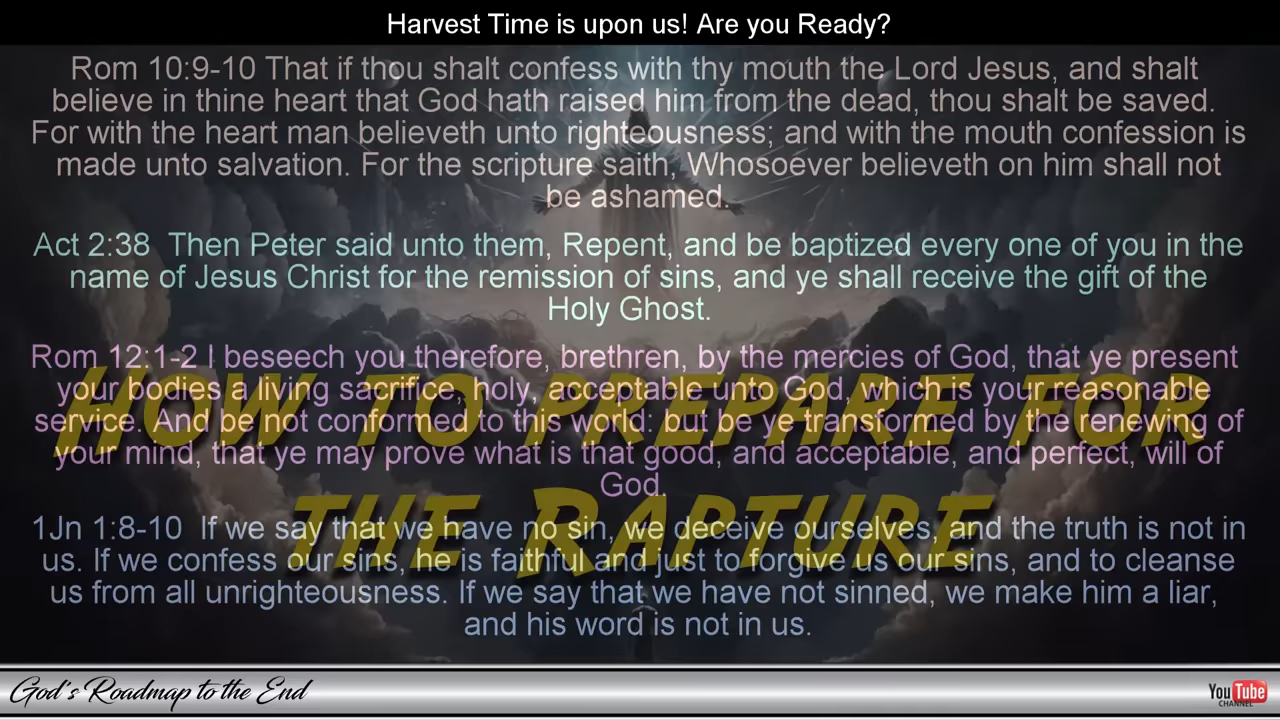 Harvest Time is upon us! Are you Ready?
Rom 10:9-10 That if thou shalt confess with thy mouth the Lord Jesus, and shalt
believe in thine heart that God hath raised him from the dead, thou shalt be saved.
For with the heart man believeth unto righteousness; and with the mouth confession is
made unto salvation. For the scripture saith, Whosoever believeth on him shall not
be ashamed.
Act 2:38  Then Peter said unto them, Repent, and be baptized every one of you in the
name of Jesus Christ for the remission of sins, and ye shall receive the gift of the
Holy Ghost.
Rom 12:1-2 I beseech you therefore, brethren, by the mercies of God, that ye present
your bodies a living sacrifice, holy, acceptable unto God, which is your reasonable
service. And be not conformed to this world: but be ye transformed by the renewing of
your mind, that ye may prove what is that good, and acceptable, and perfect, will of
God.
How to prepare for
the Rapture
1Jn 1:8-10  If we say that we have no sin, we deceive ourselves, and the truth is not in
us. If we confess our sins, he is faithful and just to forgive us our sins, and to cleanse
us from all unrighteousness. If we say that we have not sinned, we make him a liar,
and his word is not in us.
God's Roadmap to the End
YouTube
CHANNEL